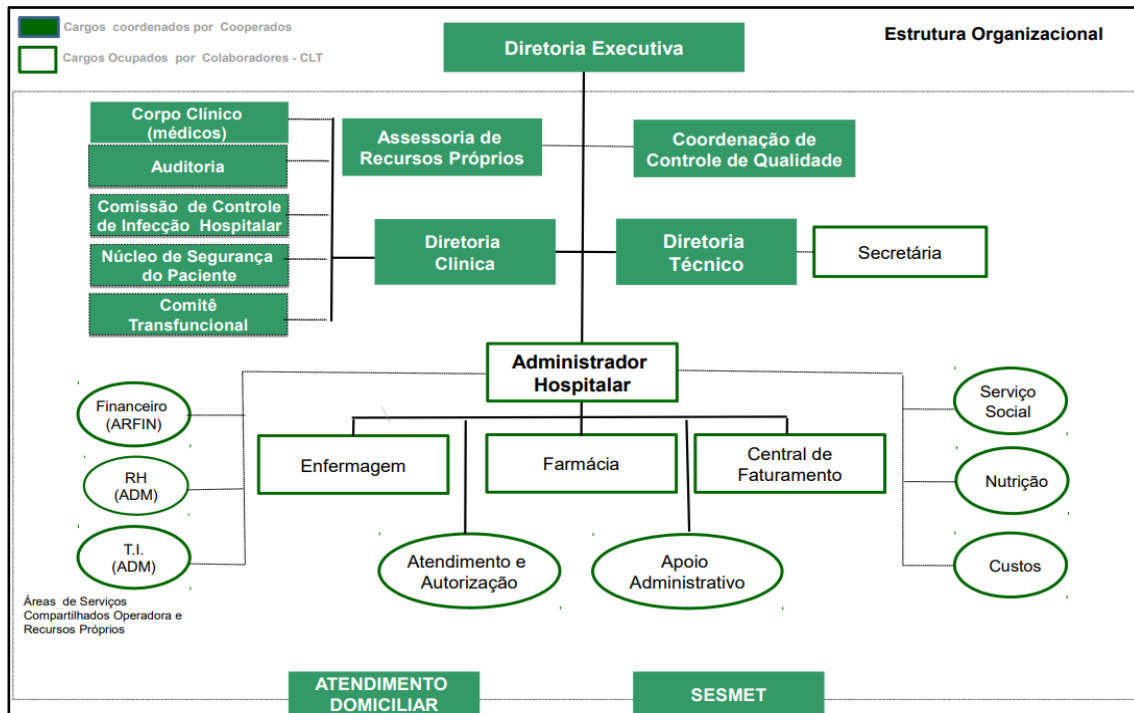 Cargos coordenados por Cooperados
Cargos Ocupados por Colaboradores - CLT
Diretoria Executiva
Estrutura Organizacional
Corpo Clínico
(médicos)
Auditoria
Comissão de Controle
de Infecção Hospitalar
Núcleo de Segurança
do Paciente
Comitê
Transfuncional
Assessoria de
Recursos Próprios
Coordenação de
Controle de Qualidade
Diretoria
Clinica
Diretoria
Técnico
Secretária
Administrador
Hospitalar
Financeiro
(ARFIN)
RH
(ADM)
T.I.
(ADM)
Enfermagem
Farmácia
Central de
Faturamento
Atendimento e
Autorização
Apoio
Administrativo
Serviço
Social
Nutrição
Custos
Áreas de Serviços
Compartilhados Operadora e
Recursos Próprios
ATENDIMENTO
DOMICILIAR
SESMET